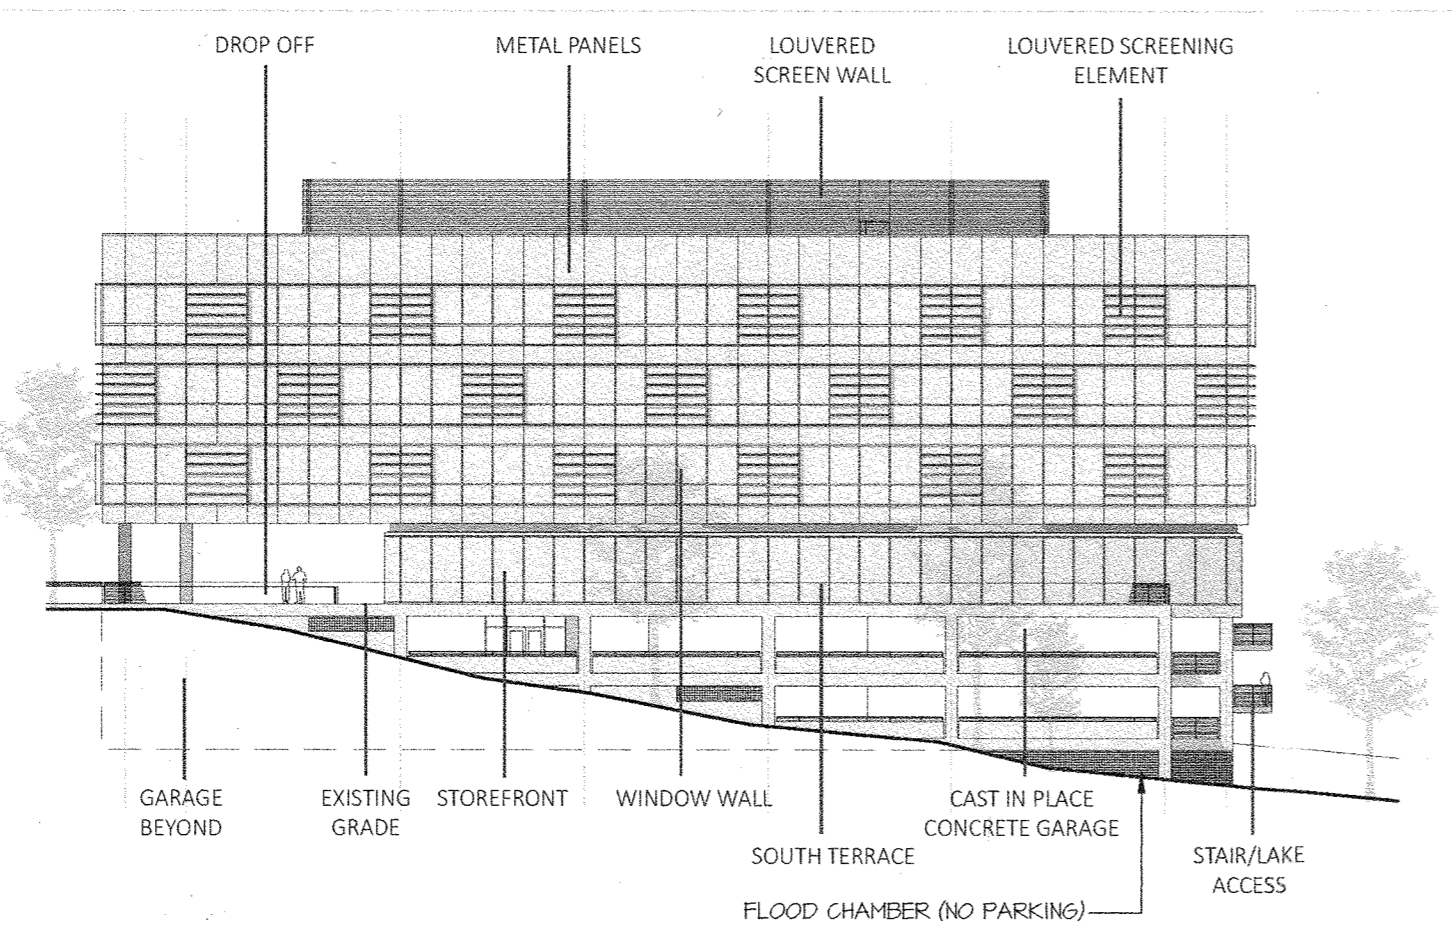 DROP OFF
METAL PANELS
LOUVERED
SCREEN WALL
LOUVERED SCREENING
ELEMENT
GARAGE
BEYOND
EXISTING
GRADE
STOREFRONT
WINDOW WALL
SOUTH TERRACE
CAST IN PLACE
CONCRETE GARAGE
STAIR/LAKE
ACCESS
FLOOD CHAMBER (NO PARKING)